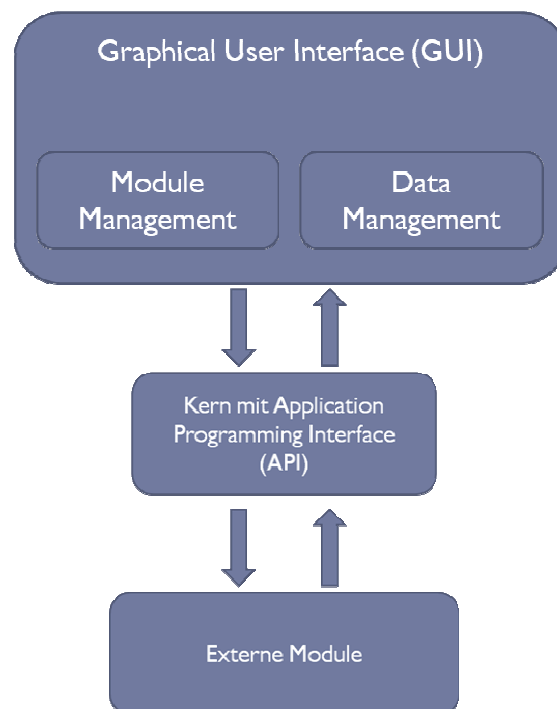 Graphical User Interface (GUI)
Module
Management
Data
Management
Kern mit Application
Programming Interface
(API)
Externe Module